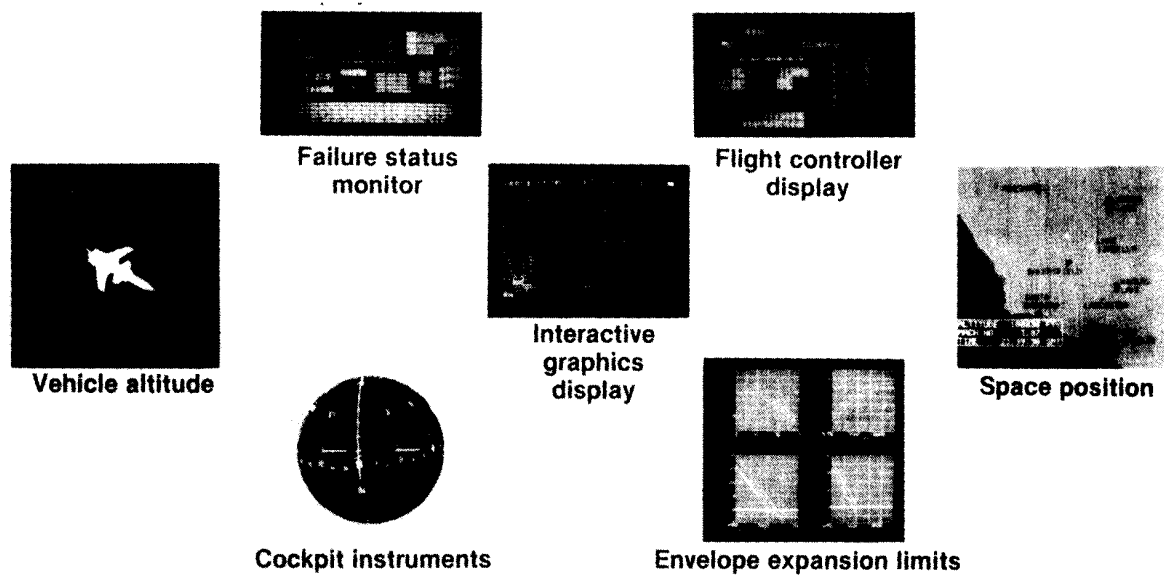 Failure status
monitor
Flight controller
display
Vehicle altitude
Interactive
graphics
display
Space position
Cockpit instruments
Envelope expansion limits